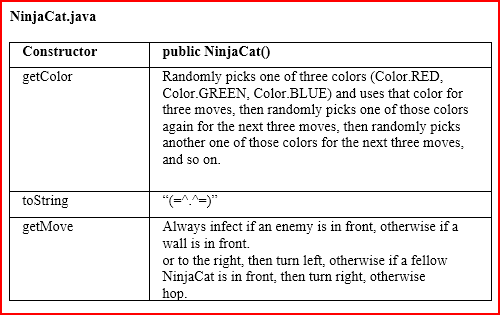 NinjaCat.java
Constructor public NinjaCat()
getColor Randomly picks one of three colors (Color.RED,
Color.GREEN, Color.BLUE) and uses that color for
three moves, then randomly picks one of those colors
again for the next three moves, then randomly picks
another one of those colors for the next three moves,
and so on.
toString “(=^.^=)”
getMove Always infect if an enemy is in front, otherwise if a
wall is in front.
or to the right, then turn left, otherwise if a fellow
NinjaCat is in front, then turn right, otherwise
hop.